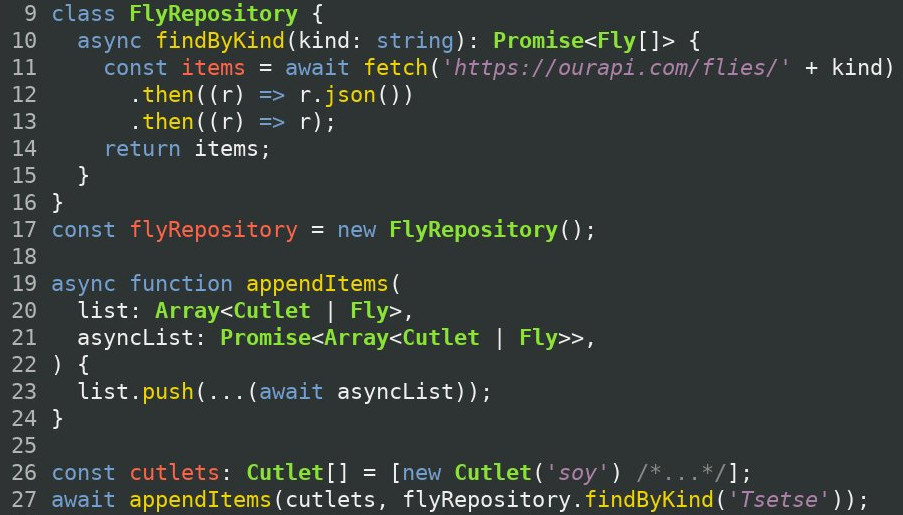 9 class FlyRepository {
10   async findByKind(kind: string): Promise<Fly[]> {
11     const items = await fetch('https://ourapi.com/flies/' + kind)
12       .then((r) => r.json())
13       .then((r) => r);
14     return items;
15   }
16 }
17 const flyRepository = new FlyRepository();
18
19 async function appendItems(
20   list: Array<Cutlet | Fly>,
21   asyncList: Promise<Array<Cutlet | Fly>>,
22 ) {
23   list.push(...(await asyncList));
24 }
25
26 const cutlets: Cutlet[] = [new Cutlet('soy') /*...*/];
27 await appendItems(cutlets, flyRepository.findByKind('Tsetse'));